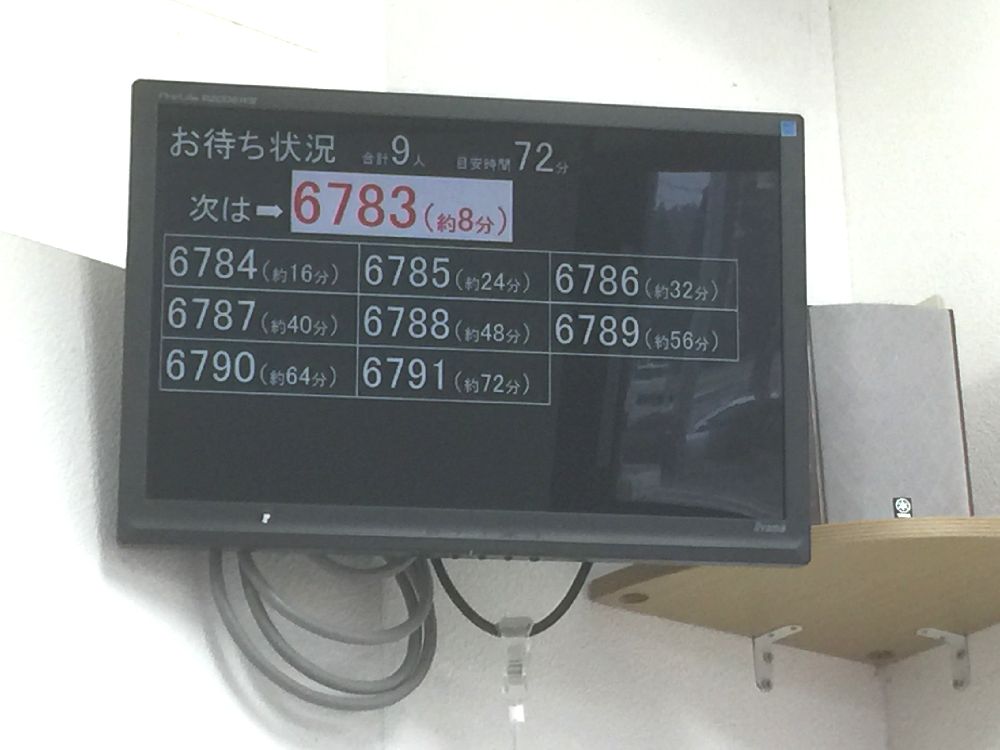 お待ち状況 合計9人 目安時間72分
次は➡6783(約8分)
6784(約16分) 6785(約24分) 6786(約32分)
6787(約40分) 6788(約48分) 6789(約56分)
6790(約64分) 6791(約72分)
iiyama